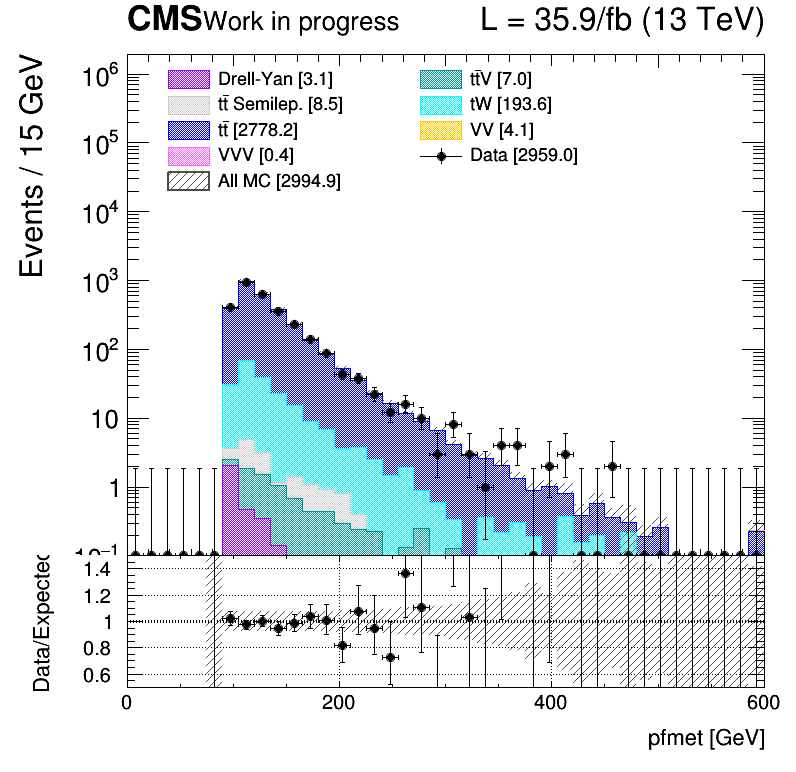 CMS Work in progress L = 35.9/fb (13 TeV)
Events / 15 GeV
10⁶
10⁵
10⁴
10³
10²
10
1
10⁻¹
Drell-Yan [3.1]
tt̄ Semilep. [8.5]
tt̄ [2778.2]
VVV [0.4]
All MC [2994.9]
tt̄V [7.0]
tW [193.6]
VV [4.1]
Data [2959.0]
Data/Expected
1.4
1.2
1
0.8
0.6
0 200 400 600
pfmet [GeV]